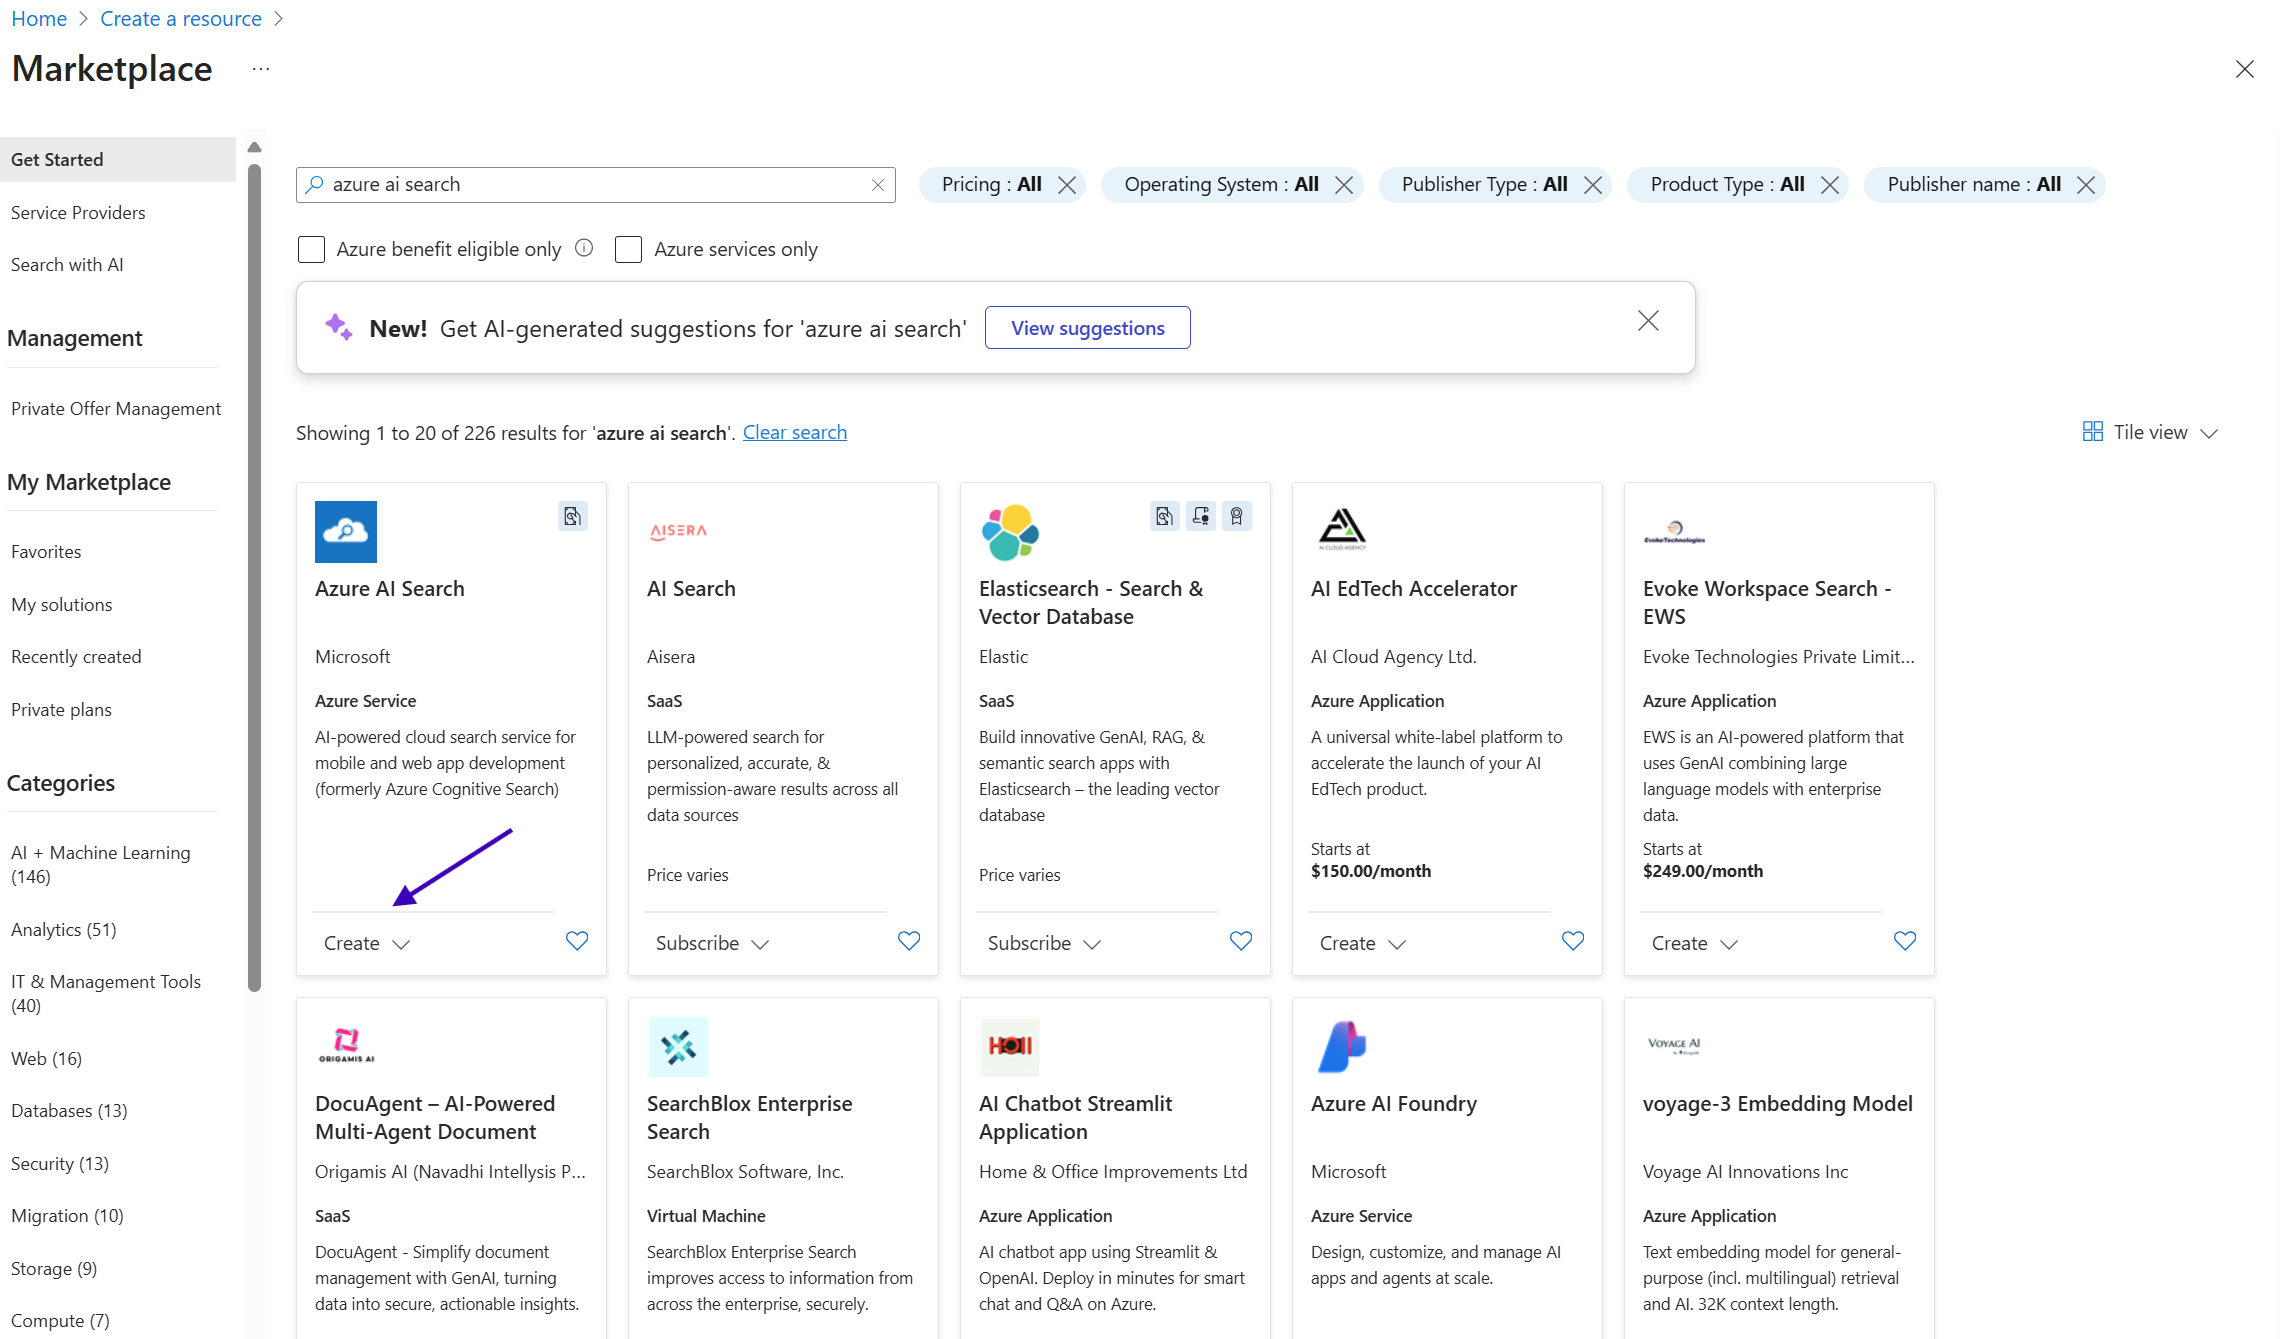 Home > Create a resource >
Marketplace ...
Get Started
Service Providers
Search with AI
Management
Private Offer Management
My Marketplace
Favorites
My solutions
Recently created
Private plans
Categories
AI + Machine Learning
(146)
Analytics (51)
IT & Management Tools
(40)
Web (16)
Databases (13)
Security (13)
Migration (10)
Storage (9)
Compute (7)
azure ai search
Pricing : All
Operating System : All
Publisher Type : All
Product Type : All
Publisher name : All
Azure benefit eligible only
Azure services only
New! Get AI-generated suggestions for 'azure ai search'
View suggestions
Showing 1 to 20 of 226 results for 'azure ai search'. Clear search
Tile view
Azure AI Search
Microsoft
Azure Service
AI-powered cloud search service for
mobile and web app development
(formerly Azure Cognitive Search)
Create
AISERA
AI Search
Aisera
SaaS
LLM-powered search for
personalized, accurate, &
permission-aware results across all
data sources
Price varies
Subscribe
Elasticsearch - Search &
Vector Database
Elastic
SaaS
Build innovative GenAI, RAG, &
semantic search apps with
Elasticsearch – the leading vector
database
Price varies
Subscribe
AI CLOUD AGENCY
AI EdTech Accelerator
AI Cloud Agency Ltd.
Azure Application
A universal white-label platform to
accelerate the launch of your AI
EdTech product.
Starts at
$150.00/month
Create
EvokeTechnologies
Evoke Workspace Search -
EWS
Evoke Technologies Private Limit...
Azure Application
EWS is an AI-powered platform that
uses GenAI combining large
language models with enterprise
data.
Starts at
$249.00/month
Create
ORIGAMIS AI
DocuAgent – AI-Powered
Multi-Agent Document
Origamis AI (Navadhi Intellysis P...
SaaS
DocuAgent - Simplify document
management with GenAI, turning
data into secure, actionable insights.
SearchBlox Enterprise
Search
SearchBlox Software, Inc.
Virtual Machine
SearchBlox Enterprise Search
improves access to information from
across the enterprise, securely.
AI Chatbot Streamlit
Application
Home & Office Improvements Ltd
Azure Application
AI chatbot app using Streamlit &
OpenAI. Deploy in minutes for smart
chat and Q&A on Azure.
Azure AI Foundry
Microsoft
Azure Service
Design, customize, and manage AI
apps and agents at scale.
VOYAGE AI
voyage-3 Embedding Model
Voyage AI Innovations Inc
Azure Application
Text embedding model for general-
purpose (incl. multilingual) retrieval
and AI. 32K context length.